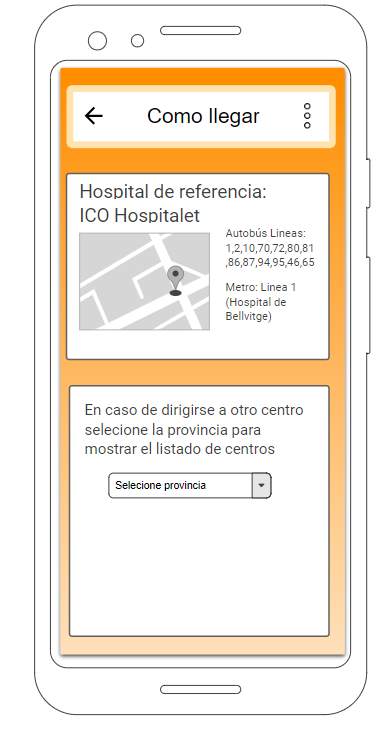 Como llegar
Hospital de referencia:
ICO Hospitalet
Autobús Lineas:
1,2,10,70,72,80,81
,86,87,94,95,46,65
Metro: Linea 1
(Hospital de
Bellvitge)
En caso de dirigirse a otro centro
selecione la provincia para
mostrar el listado de centros
Selecione provincia